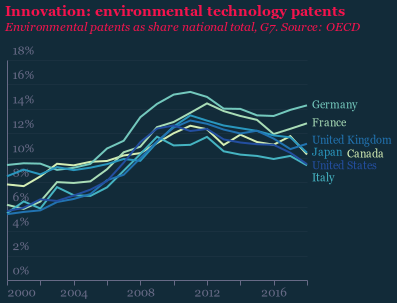 Innovation: environmental technology patents
Environmental patents as share national total, G7. Source: OECD
18%
16%
14%
12%
10%
8%
6%
4%
2%
0%
Germany
France
United Kingdom
Japan Canada
United States
Italy
2000 2004 2008 2012 2016